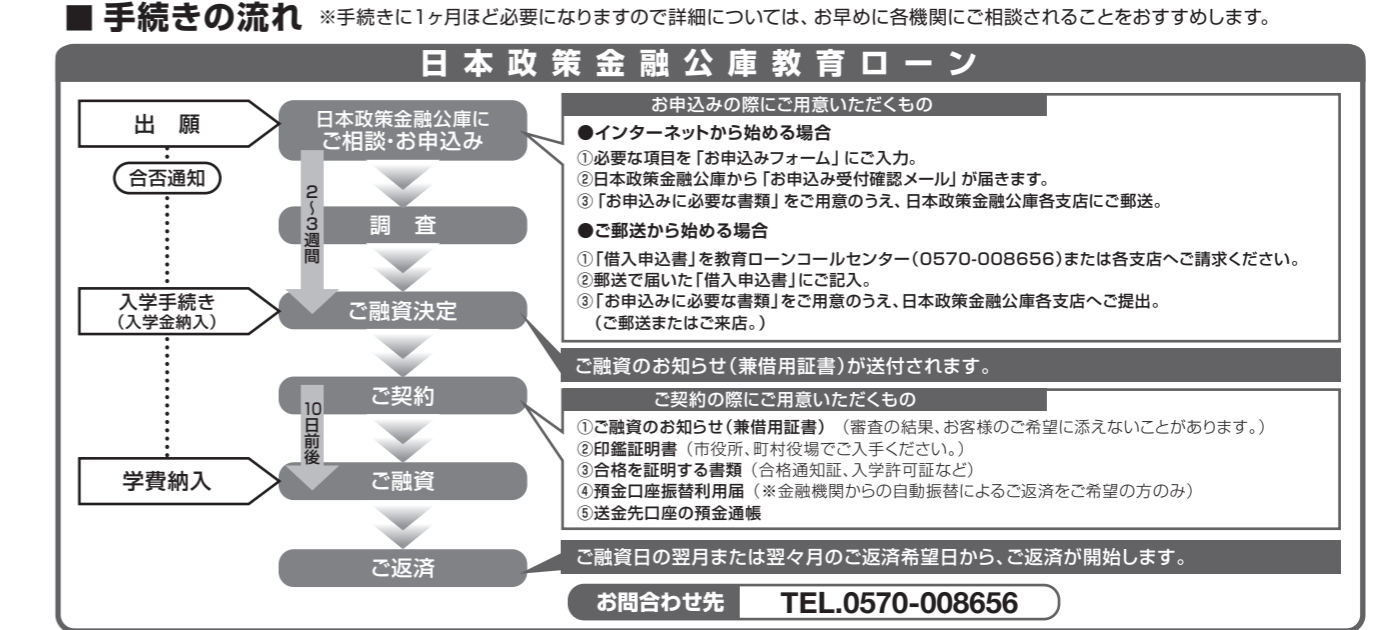 ■ 手続きの流れ ※手続きに1ヶ月ほど必要になりますので詳細については、お早めに各機関にご相談されることをおすすめします。
日本政策金融公庫教育ローン
出　願
合否通知
入学手続き
（入学金納入）
学費納入
日本政策金融公庫に
ご相談・お申込み
2～3週間
調　査
ご融資決定
ご契約
10日前後
ご融資
ご返済
お申込みの際にご用意いただくもの
●インターネットから始める場合
①必要な項目を「お申込みフォーム」にご入力。
②日本政策金融公庫から「お申込み受付確認メール」が届きます。
③「お申込みに必要な書類」をご用意のうえ、日本政策金融公庫各支店にご郵送。
●ご郵送から始める場合
①「借入申込書」を教育ローンコールセンター（0570-008656）または各支店へご請求ください。
②郵送で届いた「借入申込書」にご記入。
③「お申込みに必要な書類」をご用意のうえ、日本政策金融公庫各支店へご提出。
（ご郵送またはご来店。）
ご融資のお知らせ（兼借用証書）が送付されます。
ご契約の際にご用意いただくもの
①ご融資のお知らせ（兼借用証書）（審査の結果、お客様のご希望に添えないことがあります。）
②印鑑証明書（市役所、町村役場でご入手ください。）
③合格を証明する書類（合格通知証、入学許可証など）
④預金口座振替利用届（※金融機関からの自動振替によるご返済をご希望の方のみ）
⑤送金先口座の預金通帳
ご融資日の翌月または翌々月のご返済希望日から、ご返済が開始します。
お問合わせ先 TEL.0570-008656